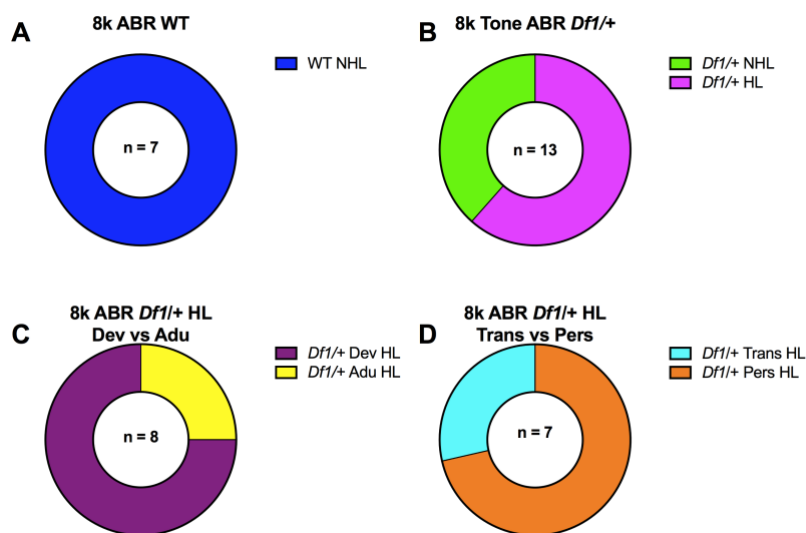 A
8k ABR WT
WT NHL
n = 7
B
8k Tone ABR Df1/+
Df1/+ NHL
Df1/+ HL
n = 13
C
8k ABR Df1/+ HL
Dev vs Adu
Df1/+ Dev HL
Df1/+ Adu HL
n = 8
D
8k ABR Df1/+ HL
Trans vs Pers
Df1/+ Trans HL
Df1/+ Pers HL
n = 7